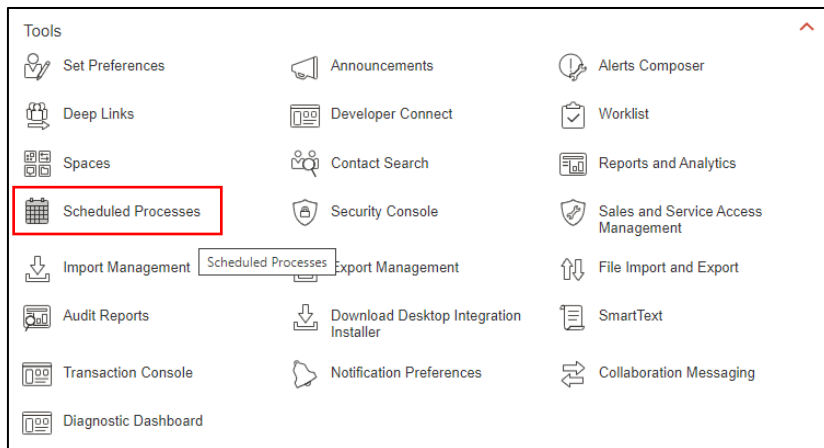 Tools
Set Preferences
Announcements
Alerts Composer
Deep Links
Developer Connect
Worklist
Spaces
Contact Search
Reports and Analytics
Scheduled Processes
Security Console
Sales and Service Access
Management
Import Management
Scheduled Processes
Export Management
File Import and Export
Audit Reports
Download Desktop Integration
Installer
SmartText
Transaction Console
Notification Preferences
Collaboration Messaging
Diagnostic Dashboard